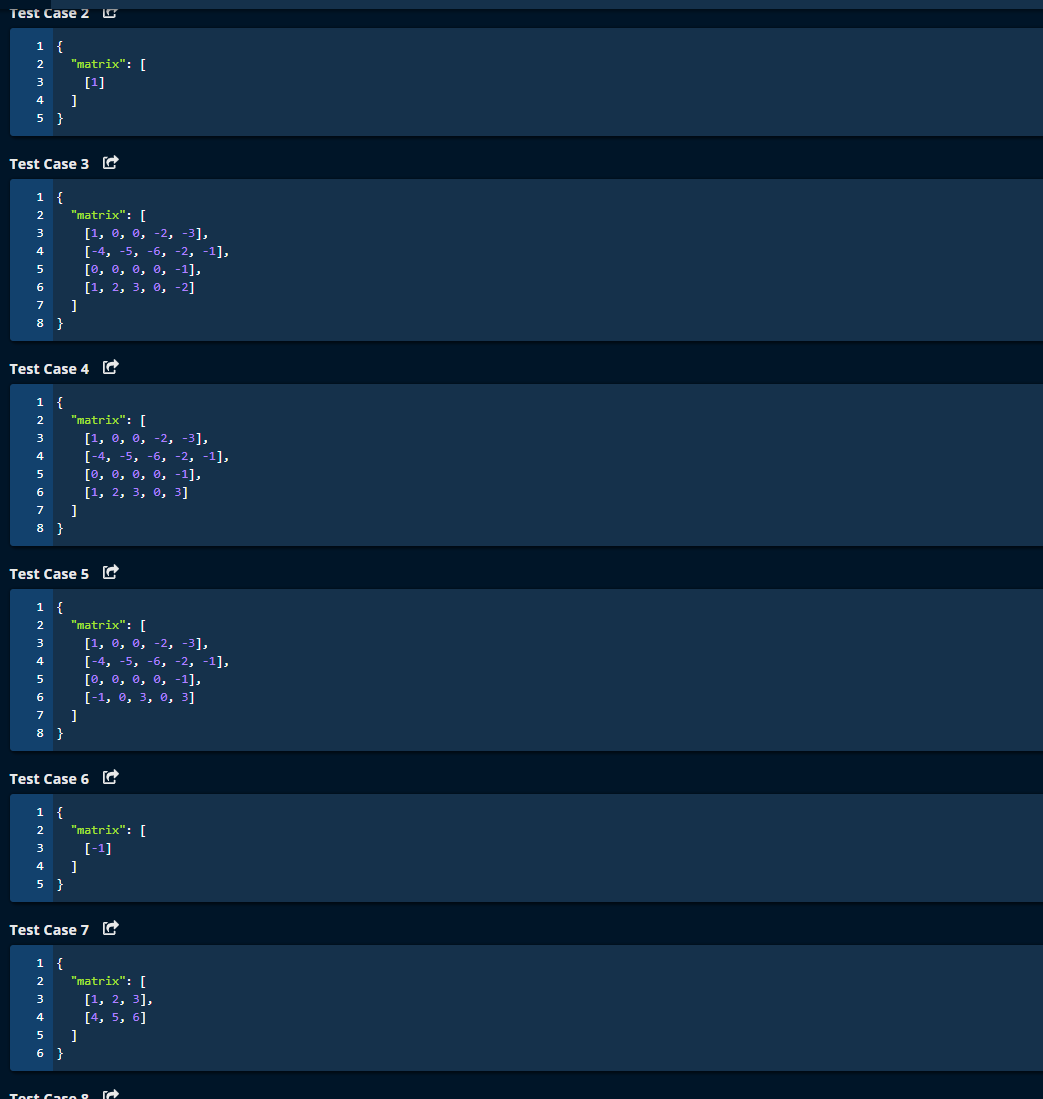 Test Case 2
1 {
2   "matrix": [
3     [1]
4   ]
5 }
Test Case 3
1 {
2   "matrix": [
3     [1, 0, 0, -2, -3],
4     [-4, -5, -6, -2, -1],
5     [0, 0, 0, 0, -1],
6     [1, 2, 3, 0, -2]
7   ]
8 }
Test Case 4
1 {
2   "matrix": [
3     [1, 0, 0, -2, -3],
4     [-4, -5, -6, -2, -1],
5     [0, 0, 0, 0, -1],
6     [1, 2, 3, 0, 3]
7   ]
8 }
Test Case 5
1 {
2   "matrix": [
3     [1, 0, 0, -2, -3],
4     [-4, -5, -6, -2, -1],
5     [0, 0, 0, 0, -1],
6     [-1, 0, 3, 0, 3]
7   ]
8 }
Test Case 6
1 {
2   "matrix": [
3     [-1]
4   ]
5 }
Test Case 7
1 {
2   "matrix": [
3     [1, 2, 3],
4     [4, 5, 6]
5   ]
6 }
Test Case 8